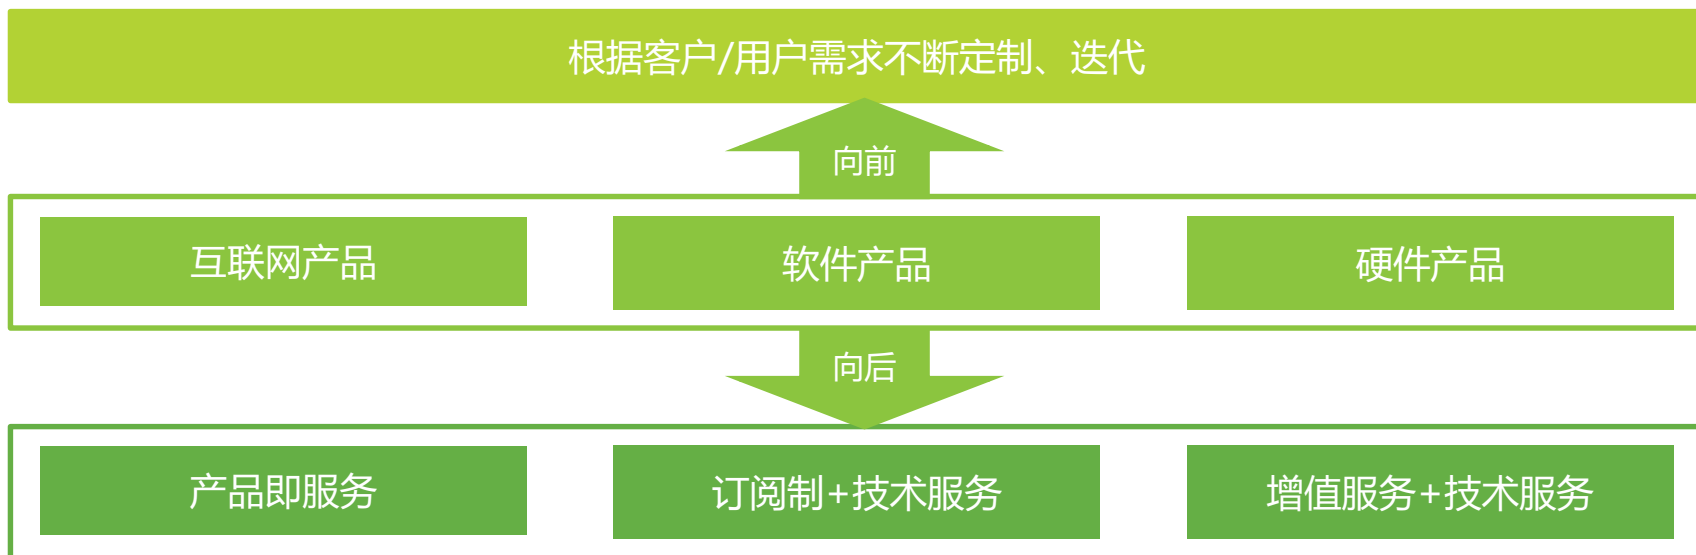 根据客户/用户需求不断定制、迭代
向前
互联网产品
软件产品
硬件产品
向后
产品即服务
订阅制+技术服务
增值服务+技术服务